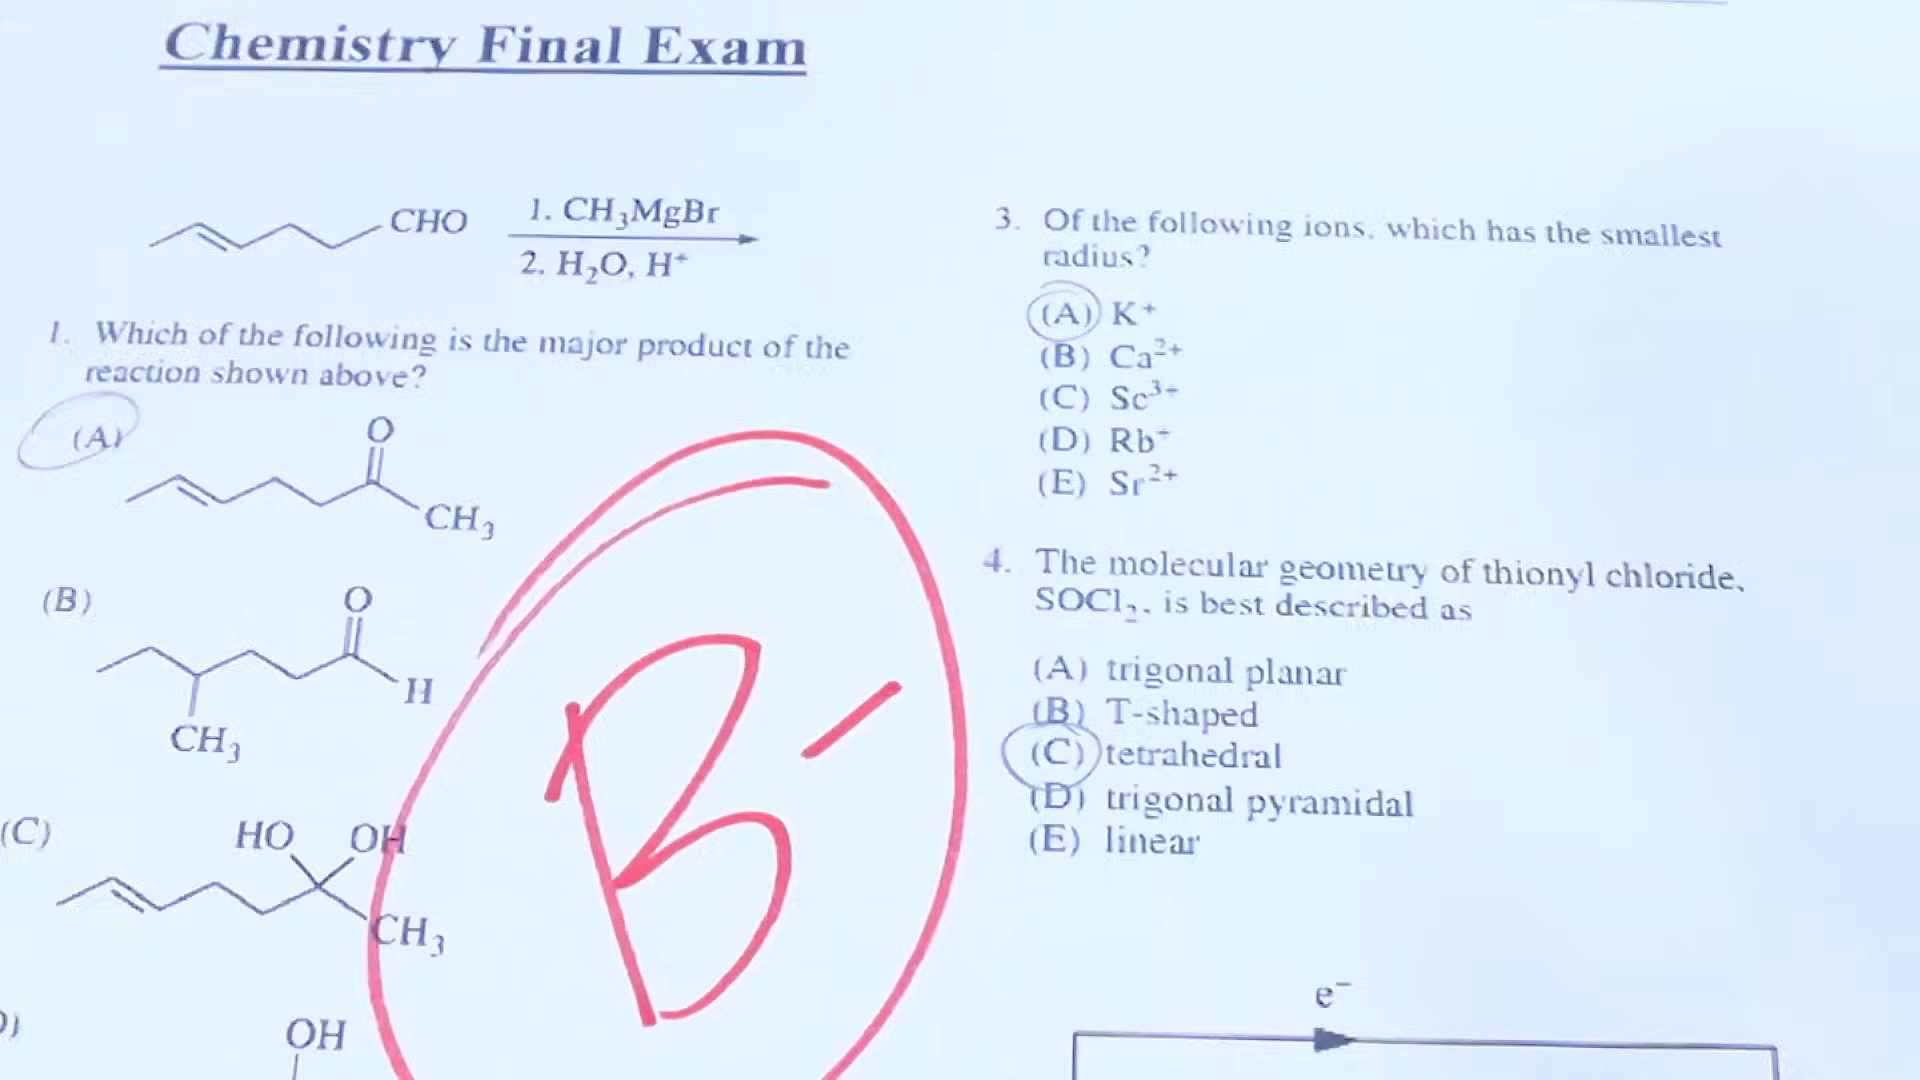 Chemistry Final Exam
CHO
1. CH₃MgBr
2. H₂O, H⁺
1. Which of the following is the major product of the
reaction shown above?
(A)
O
CH₃
(B)
O
H
CH₃
(C)
HO OH
CH₃
OH
B-
3. Of the following ions, which has the smallest
radius?
(A) K⁺
(B) Ca²⁺
(C) Sc³⁺
(D) Rb⁺
(E) Sr²⁺
4. The molecular geometry of thionyl chloride,
SOCl₂, is best described as
(A) trigonal planar
(B) T-shaped
(C) tetrahedral
(D) trigonal pyramidal
(E) linear
e⁻